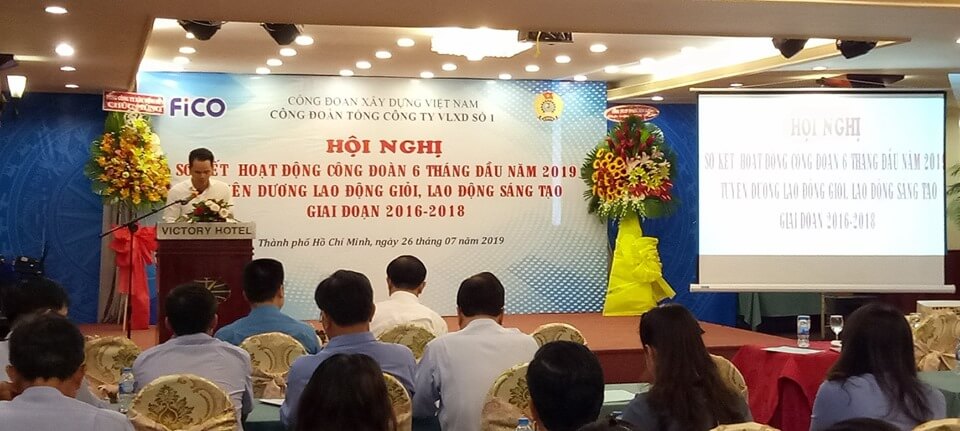 CHÚC MỪNG
FiCO
CÔNG ĐOÀN XÂY DỰNG VIỆT NAM
CÔNG ĐOÀN TỔNG CÔNG TY VLXD SỐ 1
HỘI NGHỊ
SƠ KẾT HOẠT ĐỘNG CÔNG ĐOÀN 6 THÁNG ĐẦU NĂM 2019
TUYÊN DƯƠNG LAO ĐỘNG GIỎI, LAO ĐỘNG SÁNG TẠO
GIAI ĐOẠN 2016-2018
Thành phố Hồ Chí Minh, ngày 26 tháng 07 năm 2019
VICTORY HOTEL
HỘI NGHỊ
SƠ KẾT HOẠT ĐỘNG CÔNG ĐOÀN 6 THÁNG ĐẦU NĂM 2019
TUYÊN DƯƠNG LAO ĐỘNG GIỎI, LAO ĐỘNG SÁNG TẠO
GIAI ĐOẠN 2016-2018